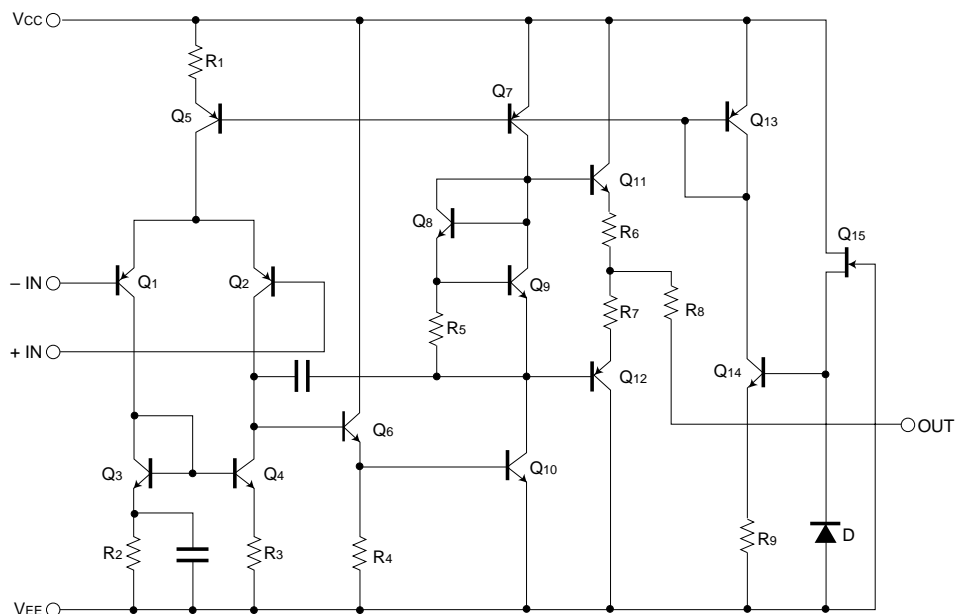 VCC
R1
Q5
Q7
Q13
Q11
Q8
R6
Q15
– IN
Q1
Q2
Q9
R7
R8
+ IN
R5
Q12
Q14
Q6
OUT
Q3
Q4
Q10
R2
R3
R4
R9
D
VEE